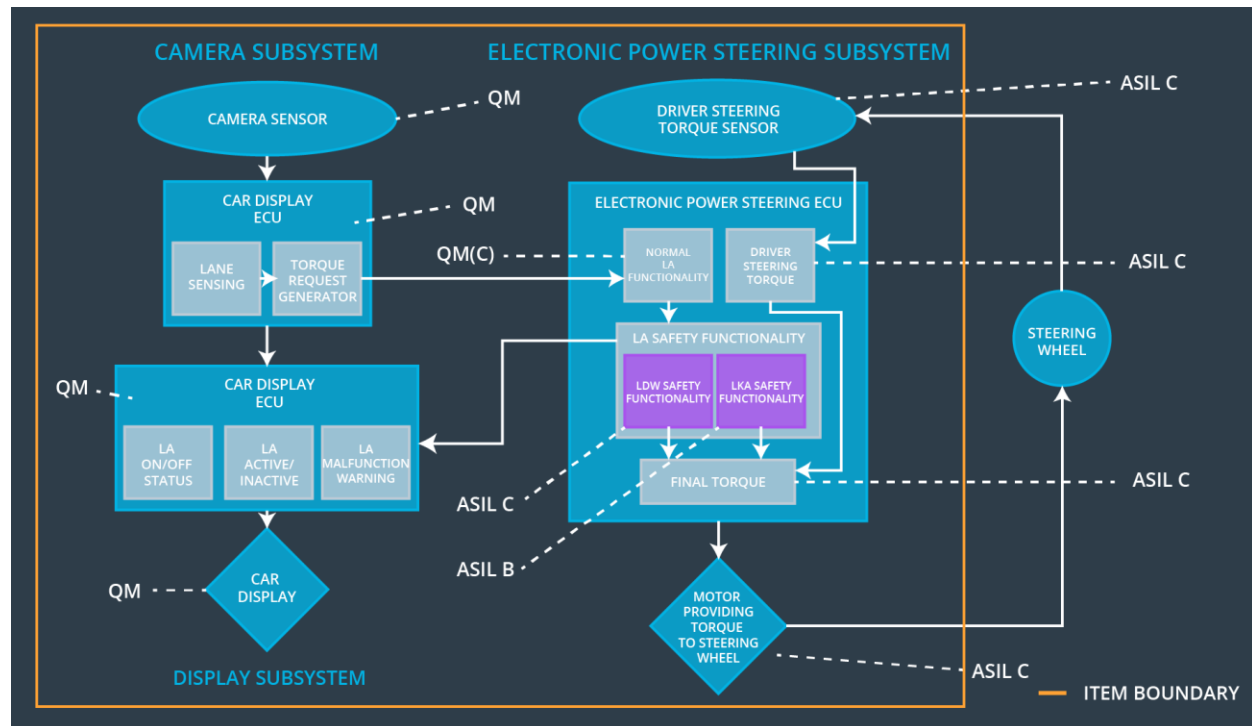 CAMERA SUBSYSTEM
ELECTRONIC POWER STEERING SUBSYSTEM
CAMERA SENSOR
QM
DRIVER STEERING
TORQUE SENSOR
ASIL C
CAR DISPLAY
ECU
QM
LANE
SENSING
TORQUE
REQUEST
GENERATOR
QM(C)
ELECTRONIC POWER STEERING ECU
NORMAL
LA
FUNCTIONALITY
DRIVER
STEERING
TORQUE
ASIL C
STEERING
WHEEL
LA SAFETY FUNCTIONALITY
LDW SAFETY
FUNCTIONALITY
LKA SAFETY
FUNCTIONALITY
QM
CAR DISPLAY
ECU
LA
ON/OFF
STATUS
LA
ACTIVE/
INACTIVE
LA
MALFUNCTION
WARNING
FINAL TORQUE
ASIL C
ASIL C
ASIL B
QM
CAR
DISPLAY
MOTOR
PROVIDING
TORQUE
TO STEERING
WHEEL
ASIL C
DISPLAY SUBSYSTEM
ITEM BOUNDARY